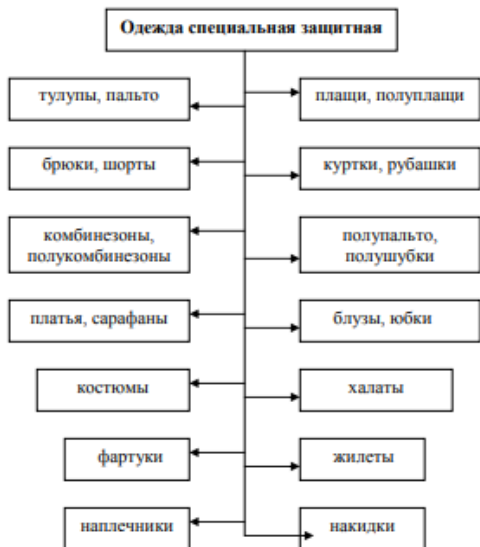 Одежда специальная защитная
тулупы, пальто
плащи, полуплащи
брюки, шорты
куртки, рубашки
комбинезоны,
полукомбинезоны
полупальто,
полушубки
платья, сарафаны
блузы, юбки
костюмы
халаты
фартуки
жилеты
наплечники
накидки